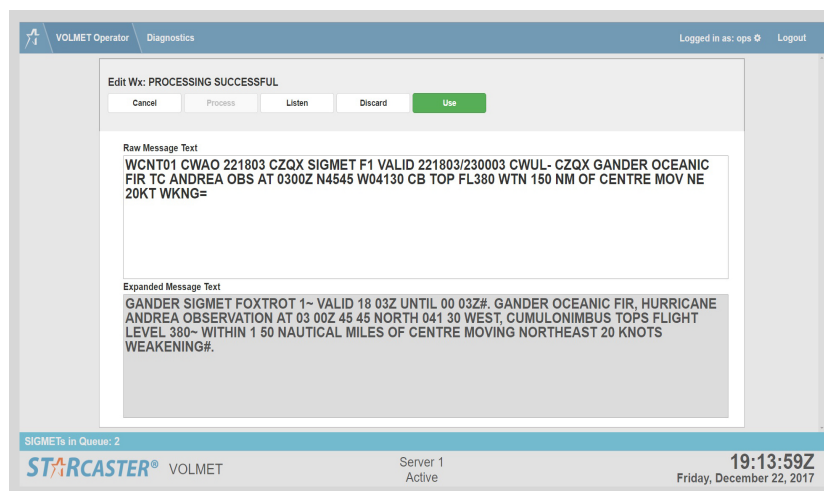 VOLMET Operator
Diagnostics
Logged in as: ops
Logout
Edit Wx: PROCESSING SUCCESSFUL
Cancel
Process
Listen
Discard
Use
Raw Message Text
WCNT01 CWAO 221803 CZQX SIGMET F1 VALID 221803/230003 CWUL- CZQX GANDER OCEANIC
FIR TC ANDREA OBS AT 0300Z N4545 W04130 CB TOP FL380 WTN 150 NM OF CENTRE MOV NE
20KT WKNG=
Expanded Message Text
GANDER SIGMET FOXTROT 1~ VALID 18 03Z UNTIL 00 03Z#. GANDER OCEANIC FIR, HURRICANE
ANDREA OBSERVATION AT 03 00Z 45 45 NORTH 041 30 WEST, CUMULONIMBUS TOPS FLIGHT
LEVEL 380~ WITHIN 1 50 NAUTICAL MILES OF CENTRE MOVING NORTHEAST 20 KNOTS
WEAKENING#.
SIGMETs in Queue: 2
STARCASTER® VOLMET
Server 1
Active
19:13:59Z
Friday, December 22, 2017